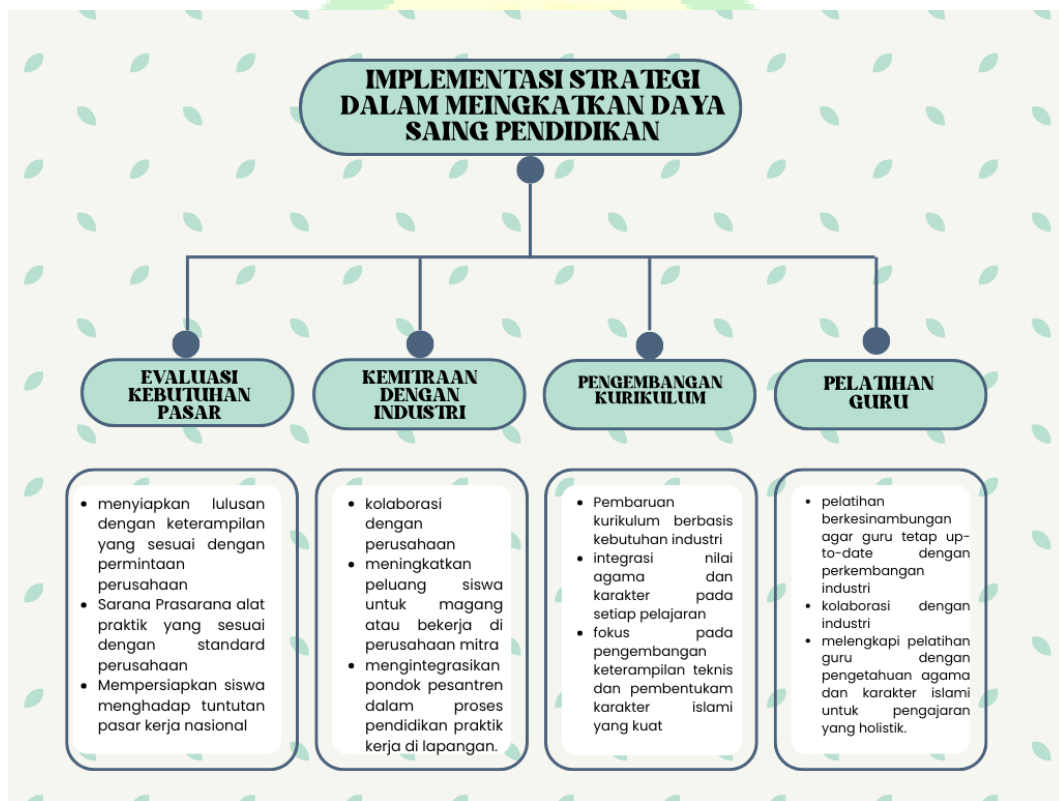 IMPLEMENTASI STRATEGI
DALAM MEINGKATKAN DAYA
SAING PENDIDIKAN
EVALUASI
KEBUTUHAN
PASAR
• menyiapkan lulusan
dengan keterampilan
yang sesuai dengan
permintaan
perusahaan
• Sarana Prasarana alat
praktik yang sesuai
dengan standard
perusahaan
• Mempersiapkan siswa
menghadap tuntutan
pasar kerja nasional
KEMITRAAN
DENGAN
INDUSTRI
• kolaborasi
dengan
perusahaan
• meningkatkan
peluang siswa
untuk magang
atau bekerja di
perusahaan mitra
• mengintegrasikan
pondok pesantren
dalam proses
pendidikan praktik
kerja di lapangan.
PENGEMBANGAN
KURIKULUM
• Pembaruan
kurikulum berbasis
kebutuhan industri
• integrasi nilai
agama dan
karakter pada
setiap pelajaran
• fokus pada
pengembangan
keterampilan teknis
dan pembentukam
karakter islami
yang kuat
PELATIHAN
GURU
• pelatihan
berkesinambungan
agar guru tetap up-
to-date dengan
perkembangan
industri
• kolaborasi dengan
industri
• melengkapi pelatihan
guru dengan
pengetahuan agama
dan karakter islami
untuk pengajaran
yang holistik.